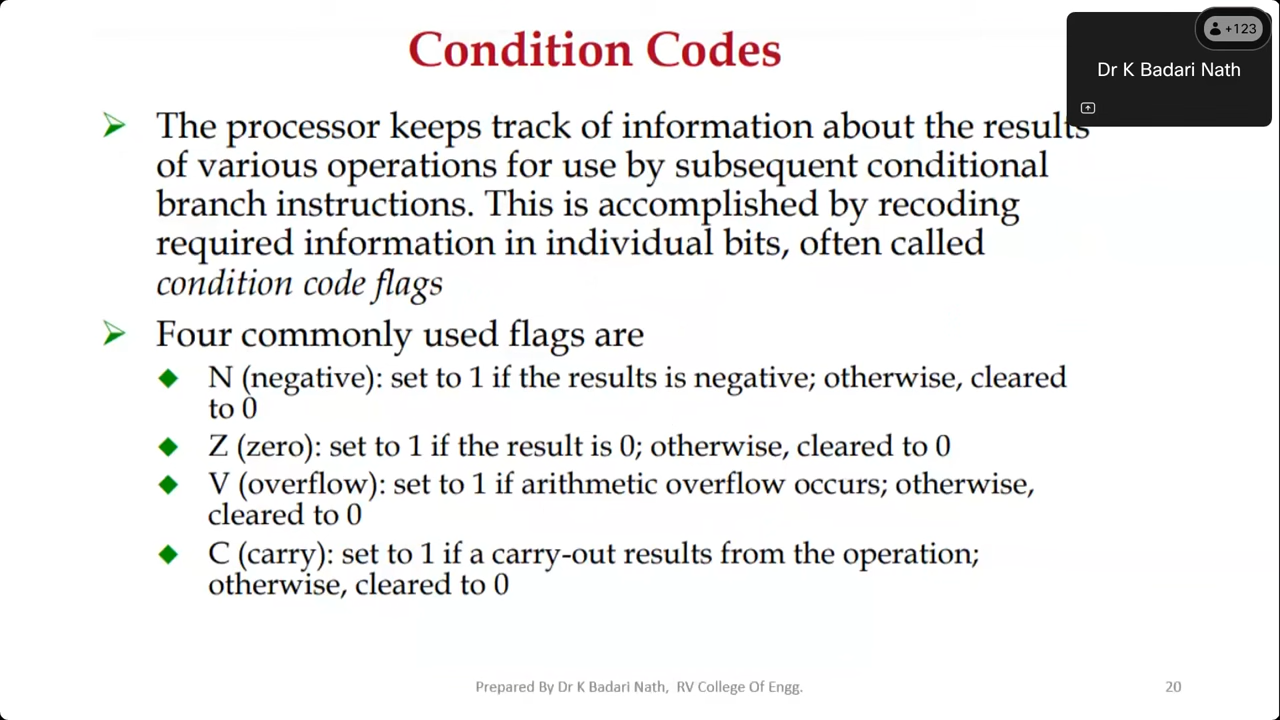 Condition Codes
+123
Dr K Badari Nath
The processor keeps track of information about the results
of various operations for use by subsequent conditional
branch instructions. This is accomplished by recoding
required information in individual bits, often called
condition code flags
Four commonly used flags are
N (negative): set to 1 if the results is negative; otherwise, cleared
to 0
Z (zero): set to 1 if the result is 0; otherwise, cleared to 0
V (overflow): set to 1 if arithmetic overflow occurs; otherwise,
cleared to 0
C (carry): set to 1 if a carry-out results from the operation;
otherwise, cleared to 0
Prepared By Dr K Badari Nath, RV College Of Engg.
20